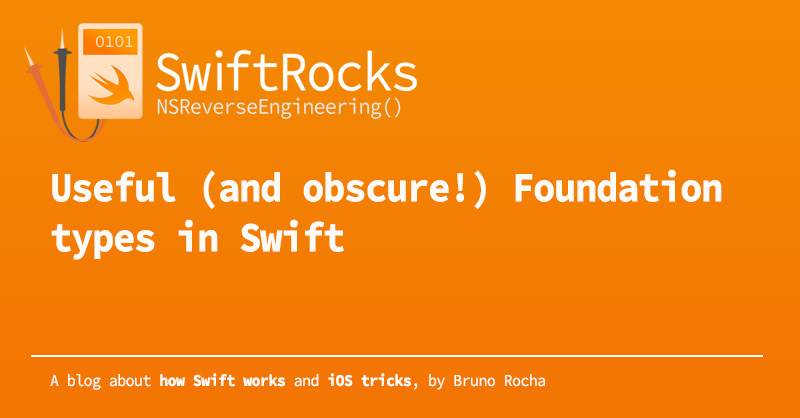 0101
SwiftRocks
NSReverseEngineering()
Useful (and obscure!) Foundation
types in Swift
A blog about how Swift works and iOS tricks, by Bruno Rocha